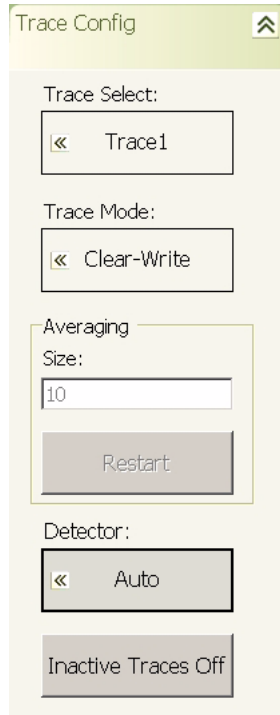 Trace Config
Trace Select:
Trace1
Trace Mode:
Clear-Write
Averaging
Size:
10
Restart
Detector:
Auto
Inactive Traces Off